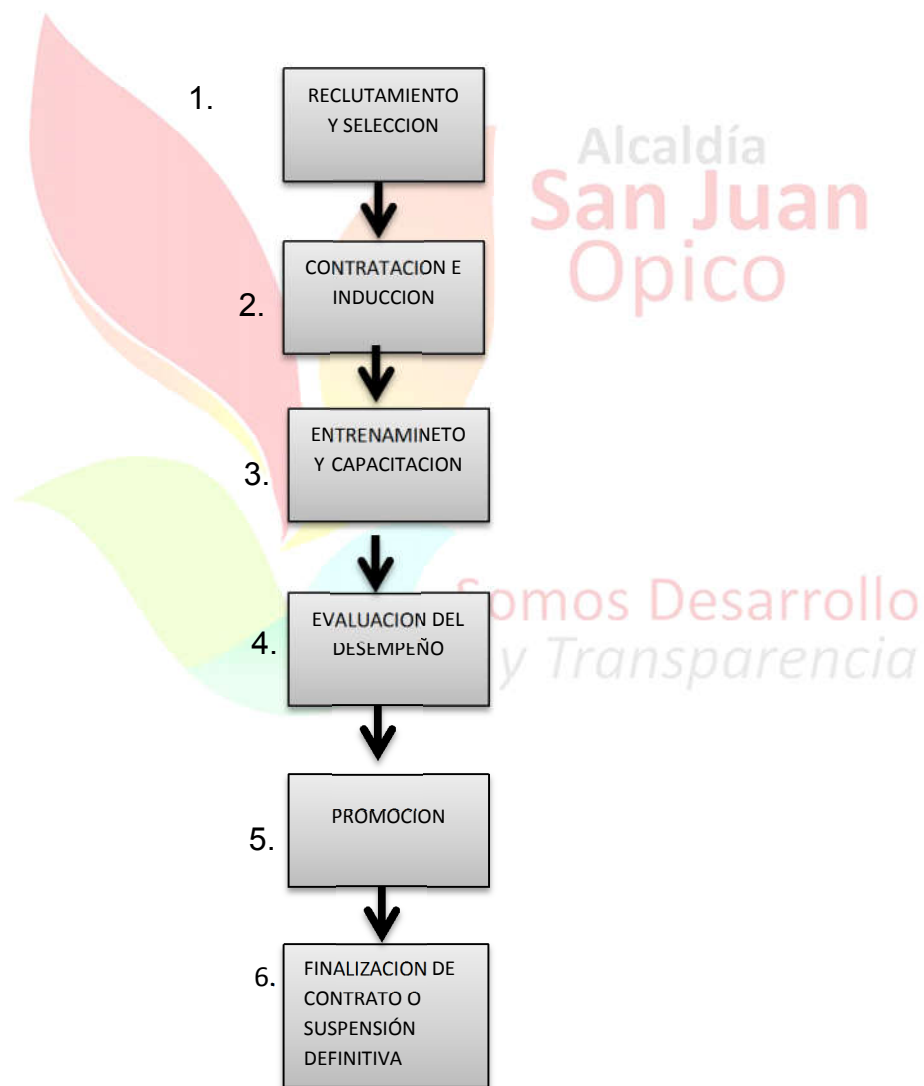 1.
RECLUTAMIENTO
Y SELECCION
Alcaldía
San Juan
Opico
2.
CONTRATACION E
INDUCCION
3.
ENTRENAMINETO
Y CAPACITACION
4.
EVALUACION DEL
DESEMPEÑO
Somos Desarrollo
y Transparencia
5.
PROMOCION
6.
FINALIZACION DE
CONTRATO O
SUSPENSIÓN
DEFINITIVA